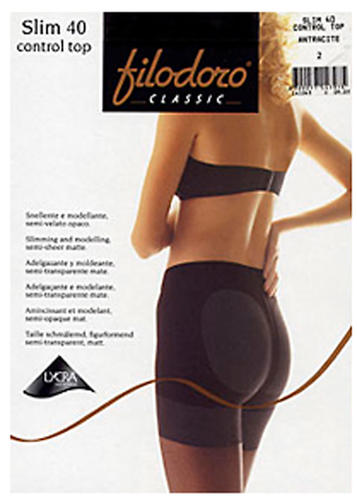 Slim 40
control top
filodoro
CLASSIC
SLIM 40
CONTROL TOP
ANTRACITE
2
Snellente e modellante,
semi-velato opaco.
Slimming and modelling,
semi-sheer matte.
Adelgazante y moldeante,
semi-transparente mate.
Adelgaçante e modelante,
semi-transparente mate.
Amincissant et modelant,
semi-opaque mat.
Taille schmälernd, figurformend
semi-transparent, matt.
LYCRA